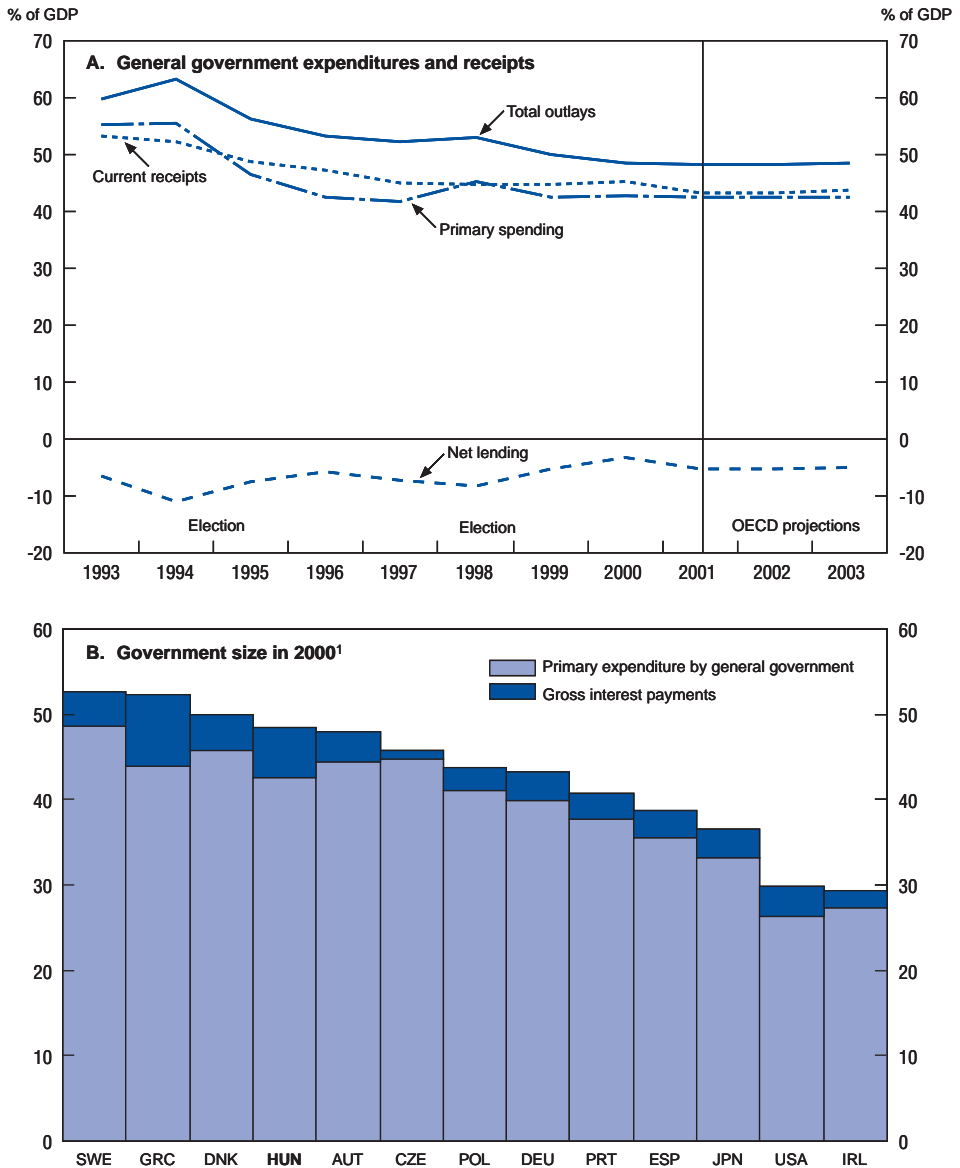 % of GDP % of GDP
70 A. General government expenditures and receipts 70
60 60
Total outlays
50 50
Current receipts
40 40
Primary spending
30 30
20 20
10 10
0 0
Net lending
-10 -10
Election Election OECD projections
-20 -20
1993 1994 1995 1996 1997 1998 1999 2000 2001 2002 2003
60 60
B. Government size in 2000¹
Primary expenditure by general government
Gross interest payments
50 50
40 40
30 30
20 20
10 10
0 0
SWE GRC DNK HUN AUT CZE POL DEU PRT ESP JPN USA IRL